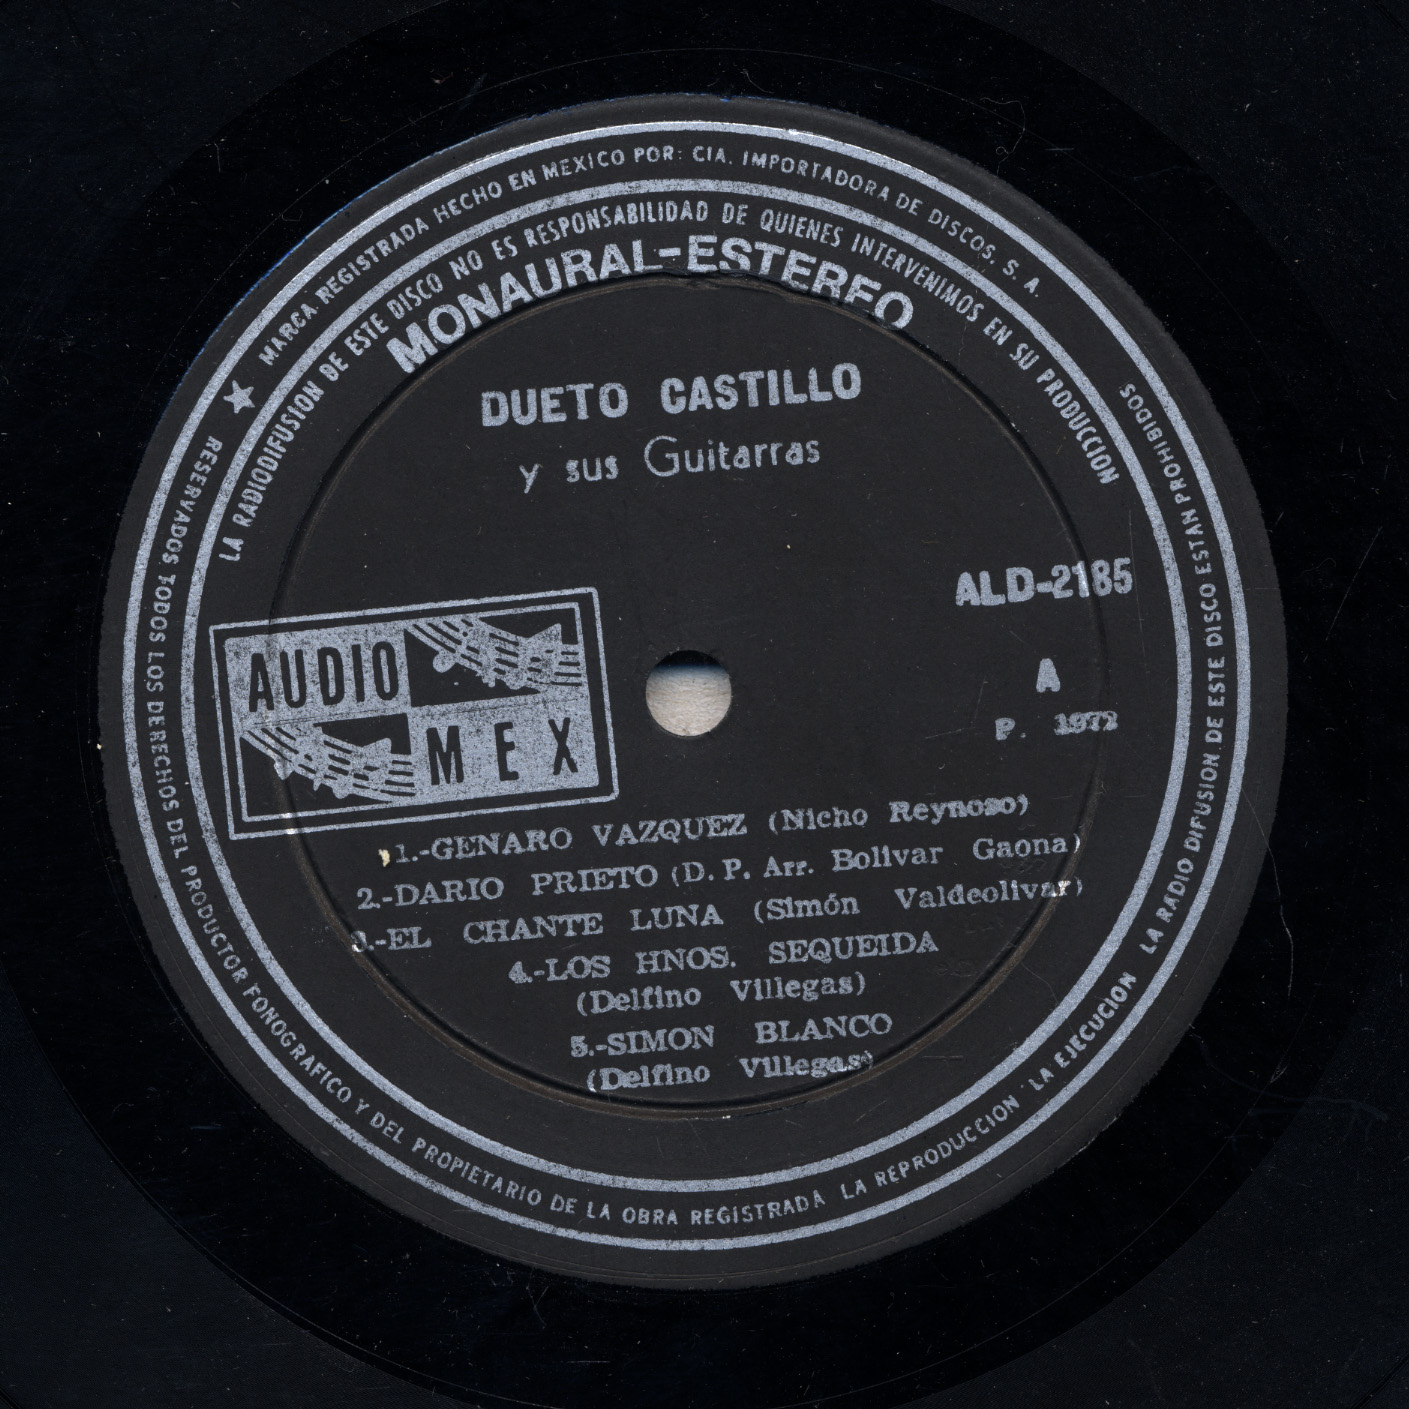 MARCA REGISTRADA HECHO EN MEXICO POR: CIA. IMPORTADORA DE DISCOS. S. A.
LA RADIODIFUSION DE ESTE DISCO NO ES RESPONSABILIDAD DE QUIENES INTERVENIMOS EN SU PRODUCCION
MONAURAL-ESTEREO
DUETO CASTILLO
y sus Guitarras
ALD-2185
AUDIO
MEX
A
P. 1972
1.-GENARO VAZQUEZ (Nicho Reynoso)
2.-DARIO PRIETO (D. P. Arr. Bolivar Gaona)
3.-EL CHANTE LUNA (Simón Valdeolivar)
4.-LOS HNOS. SEQUEIDA
(Delfino Villegas)
5.-SIMON BLANCO
(Delfino Villegas)
RESERVADOS TODOS LOS DERECHOS DEL PRODUCTOR FONOGRAFICO Y DEL PROPIETARIO DE LA OBRA REGISTRADA LA REPRODUCCION LA EJECUCION LA RADIO DIFUSION DE ESTE DISCO ESTAN PROHIBIDOS